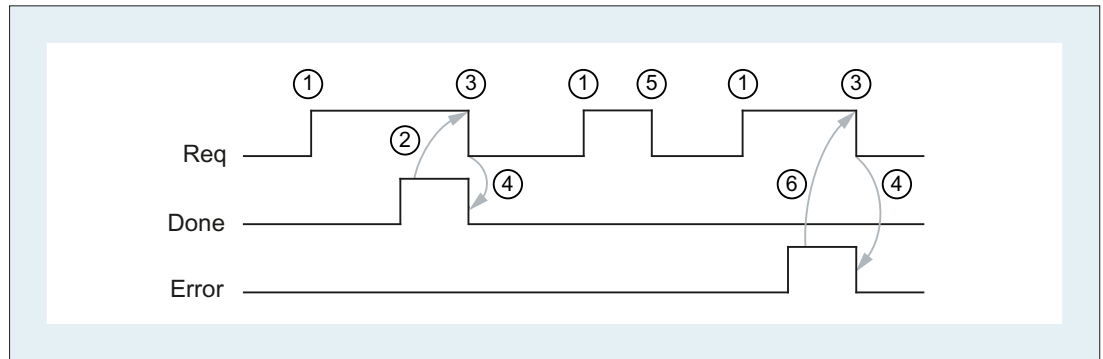 ① ③ ① ⑤ ① ③
②
Req
④ ⑥ ④
Done
Error